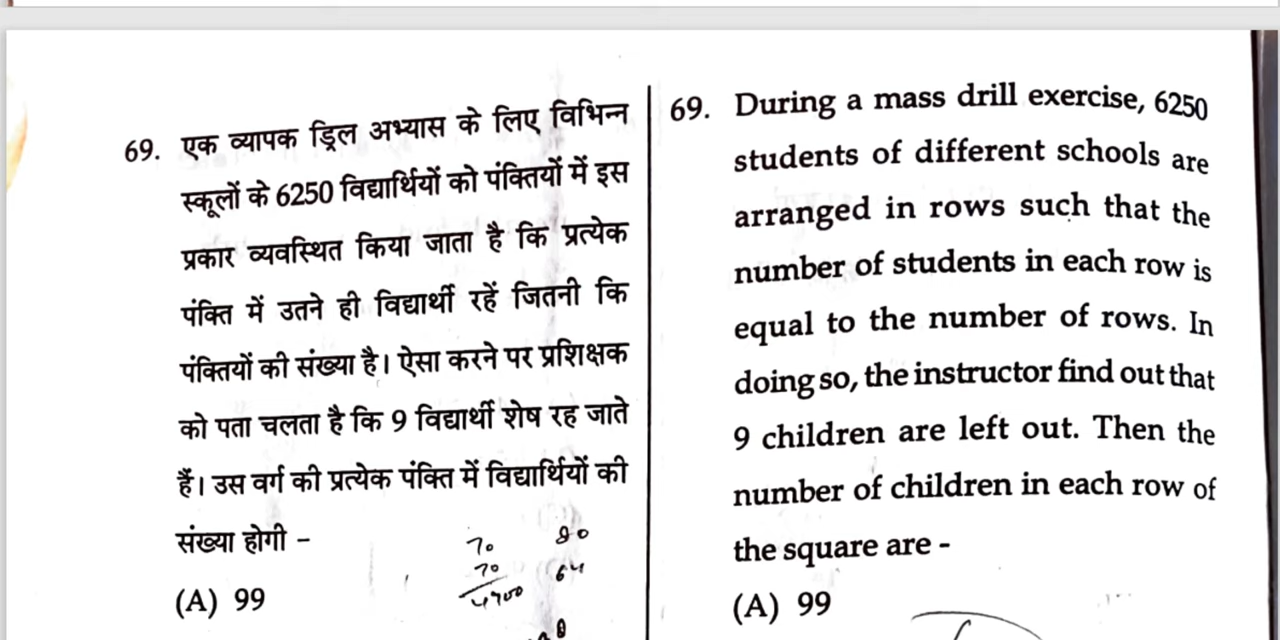 69. एक व्यापक ड्रिल अभ्यास के लिए विभिन्न
स्कूलों के 6250 विद्यार्थियों को पंक्तियों में इस
प्रकार व्यवस्थित किया जाता है कि प्रत्येक
पंक्ति में उतने ही विद्यार्थी रहें जितनी कि
पंक्तियों की संख्या है। ऐसा करने पर प्रशिक्षक
को पता चलता है कि 9 विद्यार्थी शेष रह जाते
हैं। उस वर्ग की प्रत्येक पंक्ति में विद्यार्थियों की
संख्या होगी -
70
70
4900
80
64
(A) 99
69. During a mass drill exercise, 6250
students of different schools are
arranged in rows such that the
number of students in each row is
equal to the number of rows. In
doing so, the instructor find out that
9 children are left out. Then the
number of children in each row of
the square are -
(A) 99